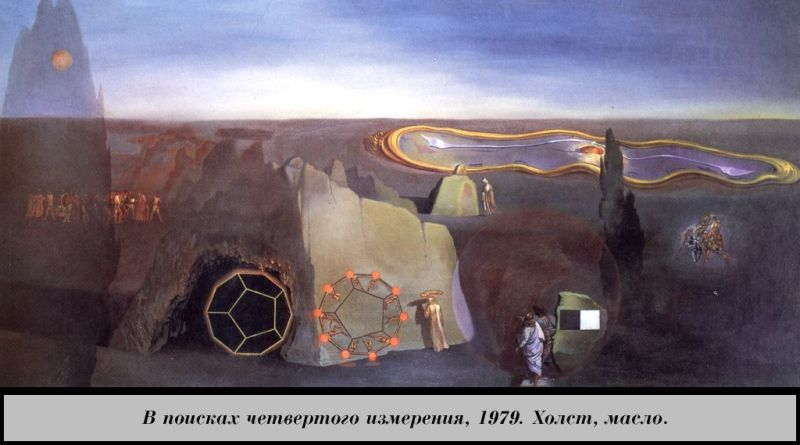 В поисках четвертого измерения, 1979. Холст, масло.